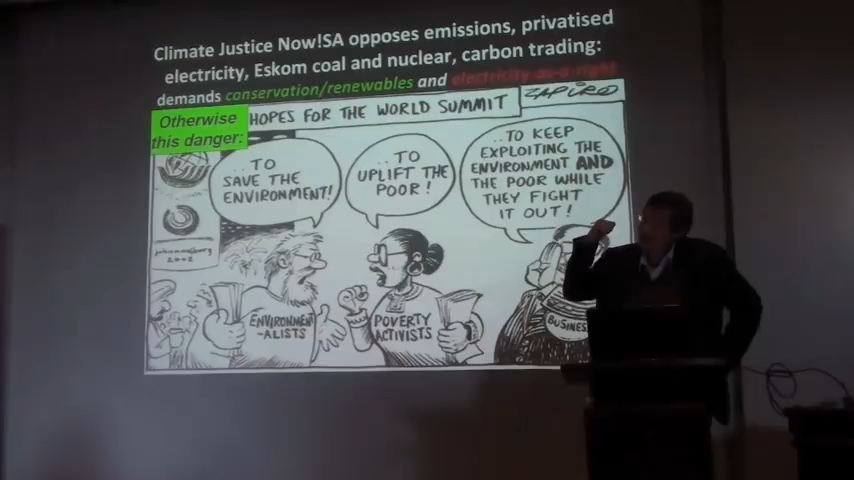 Climate Justice Now!SA opposes emissions, privatised
electricity, Eskom coal and nuclear, carbon trading:
demands conservation/renewables and electricity-as-a-right
Otherwise
this danger:
HOPES FOR THE WORLD SUMMIT
ZAPIRO
..TO
SAVE THE
ENVIRONMENT!
..TO
UPLIFT THE
POOR!
..TO KEEP
EXPLOITING THE
ENVIRONMENT AND
THE POOR WHILE
THEY FIGHT
IT OUT!
johannesburg
2002
ENVIRONMENT
-ALISTS
POVERTY
ACTIVISTS
BUSINESS